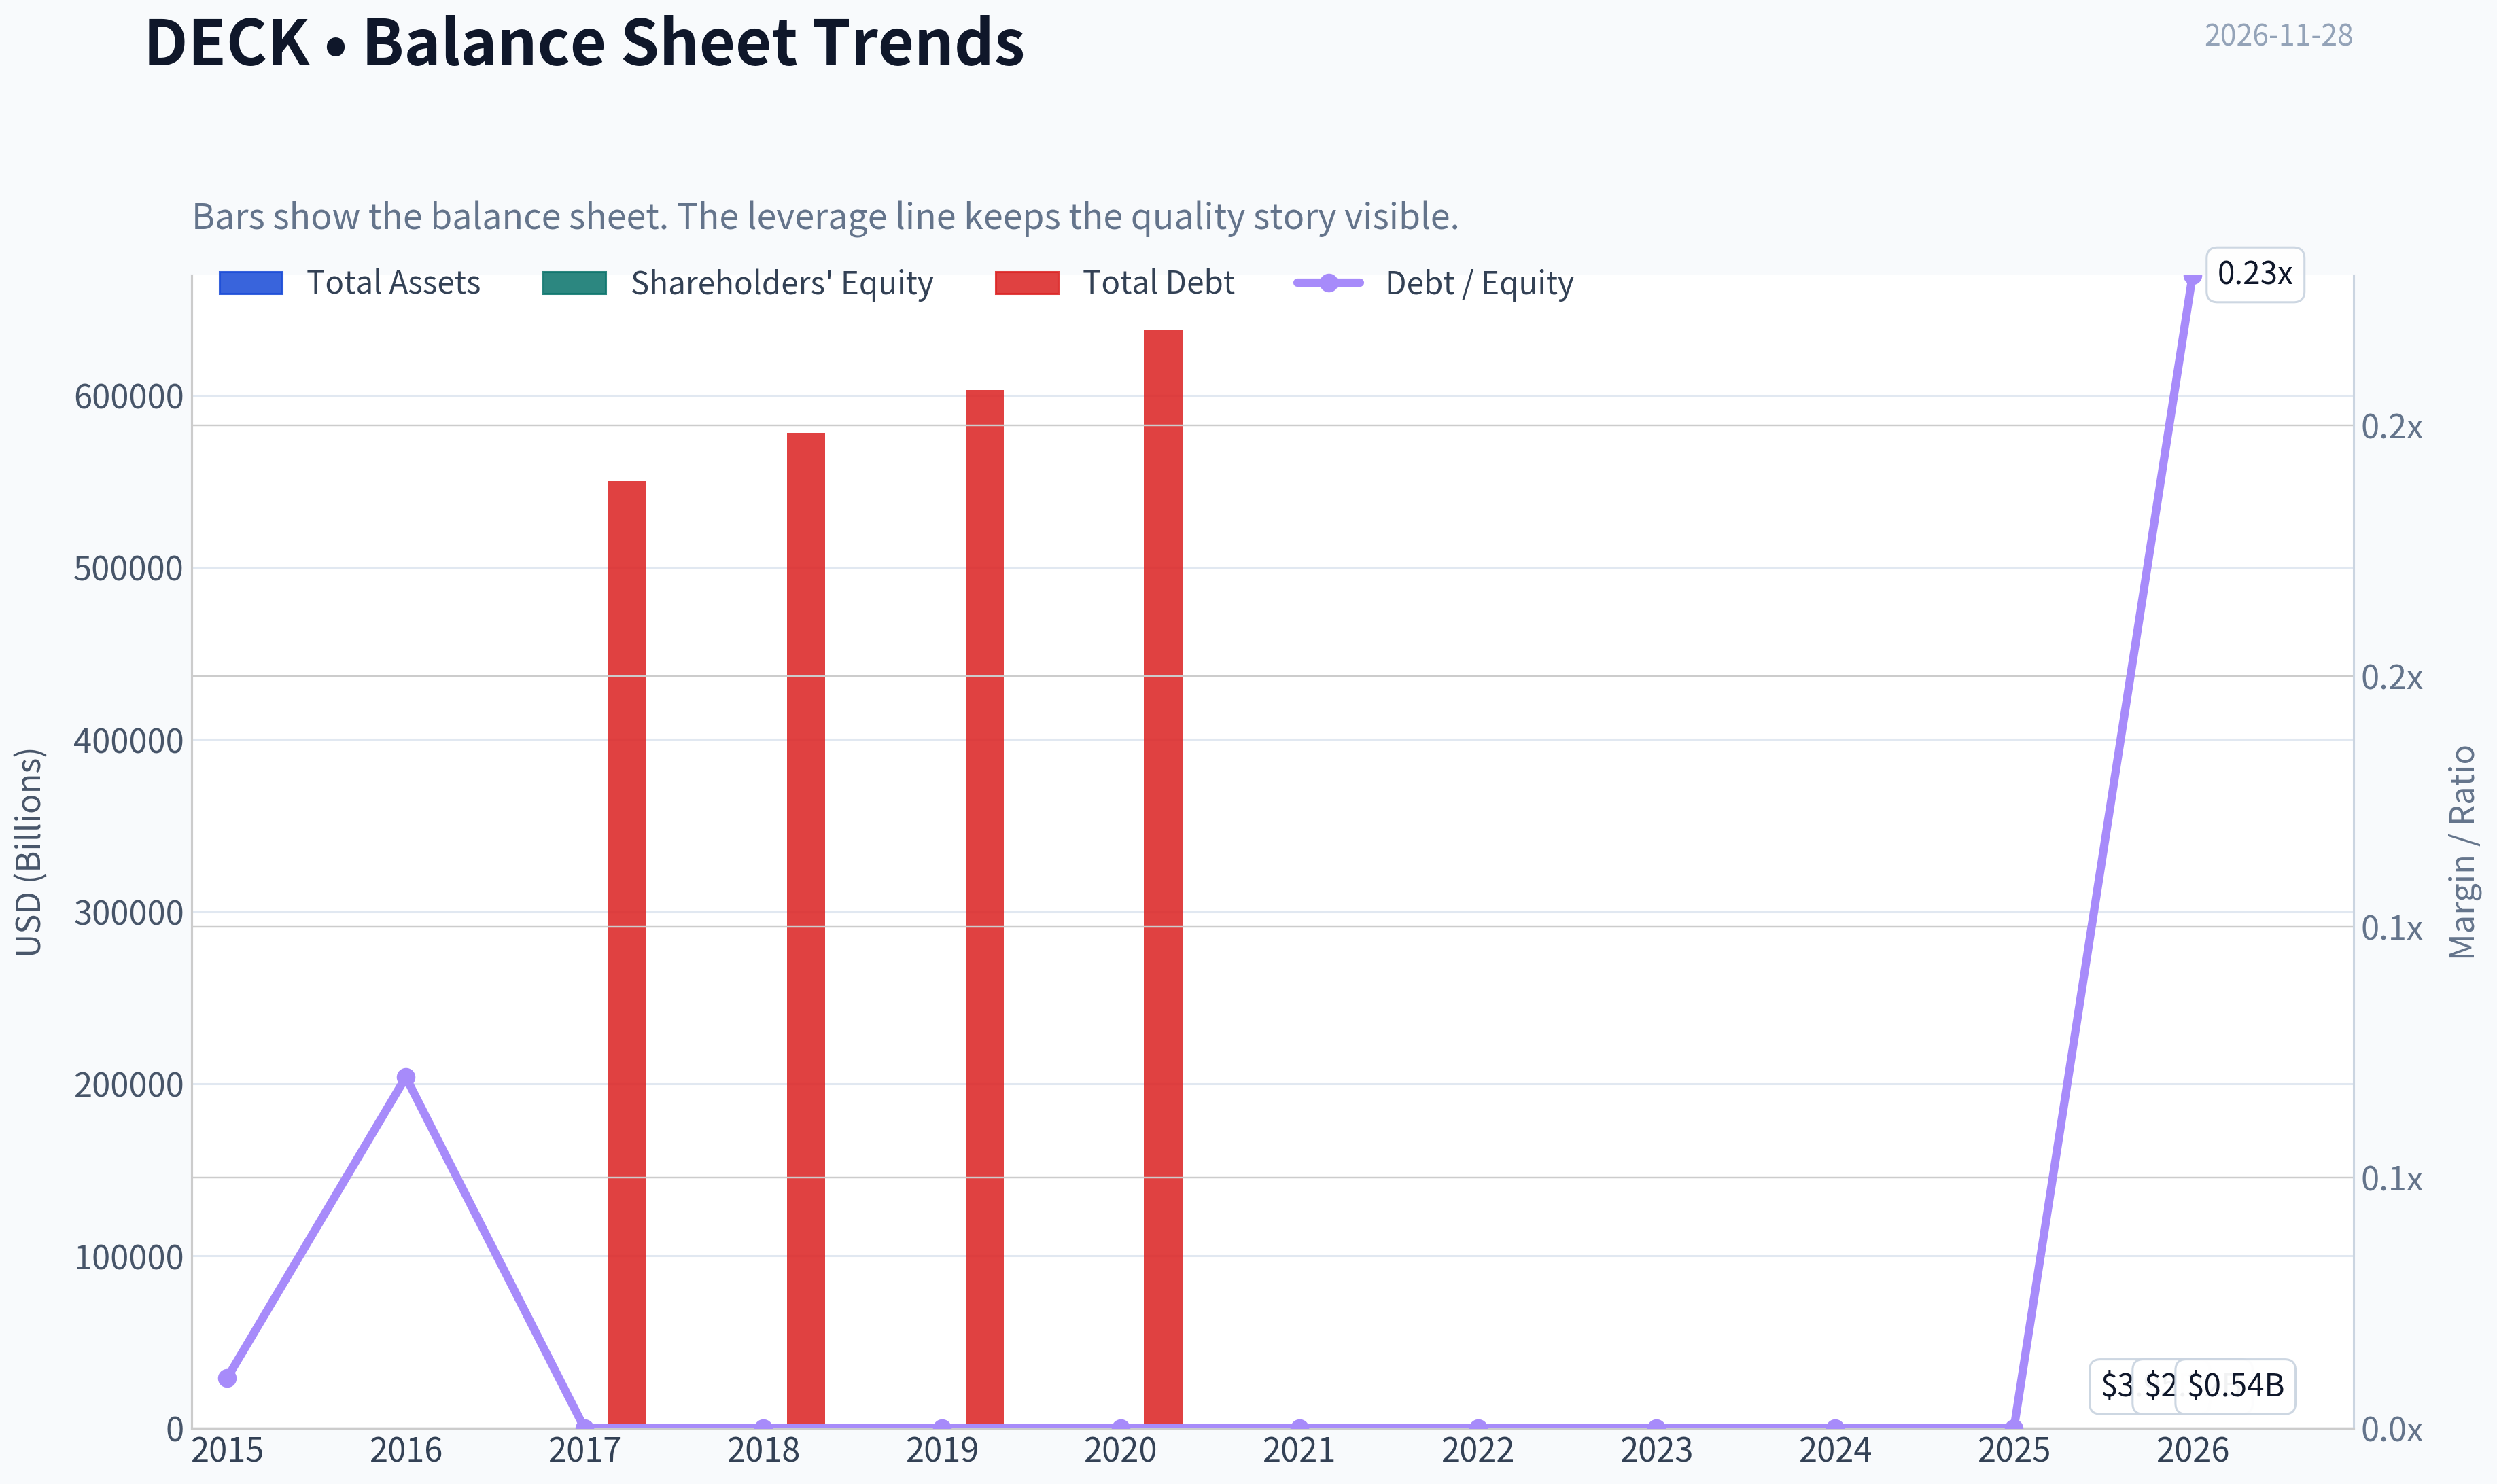 DECK • Balance Sheet Trends
2026-11-28
Bars show the balance sheet. The leverage line keeps the quality story visible.
Total Assets
Shareholders' Equity
Total Debt
Debt / Equity
0.23x
600000
500000
400000
300000
200000
100000
0
USD (Billions)
0.2x
0.2x
0.1x
0.1x
0.0x
Margin / Ratio
$3
$2
$0.54B
2015
2016
2017
2018
2019
2020
2021
2022
2023
2024
2025
2026